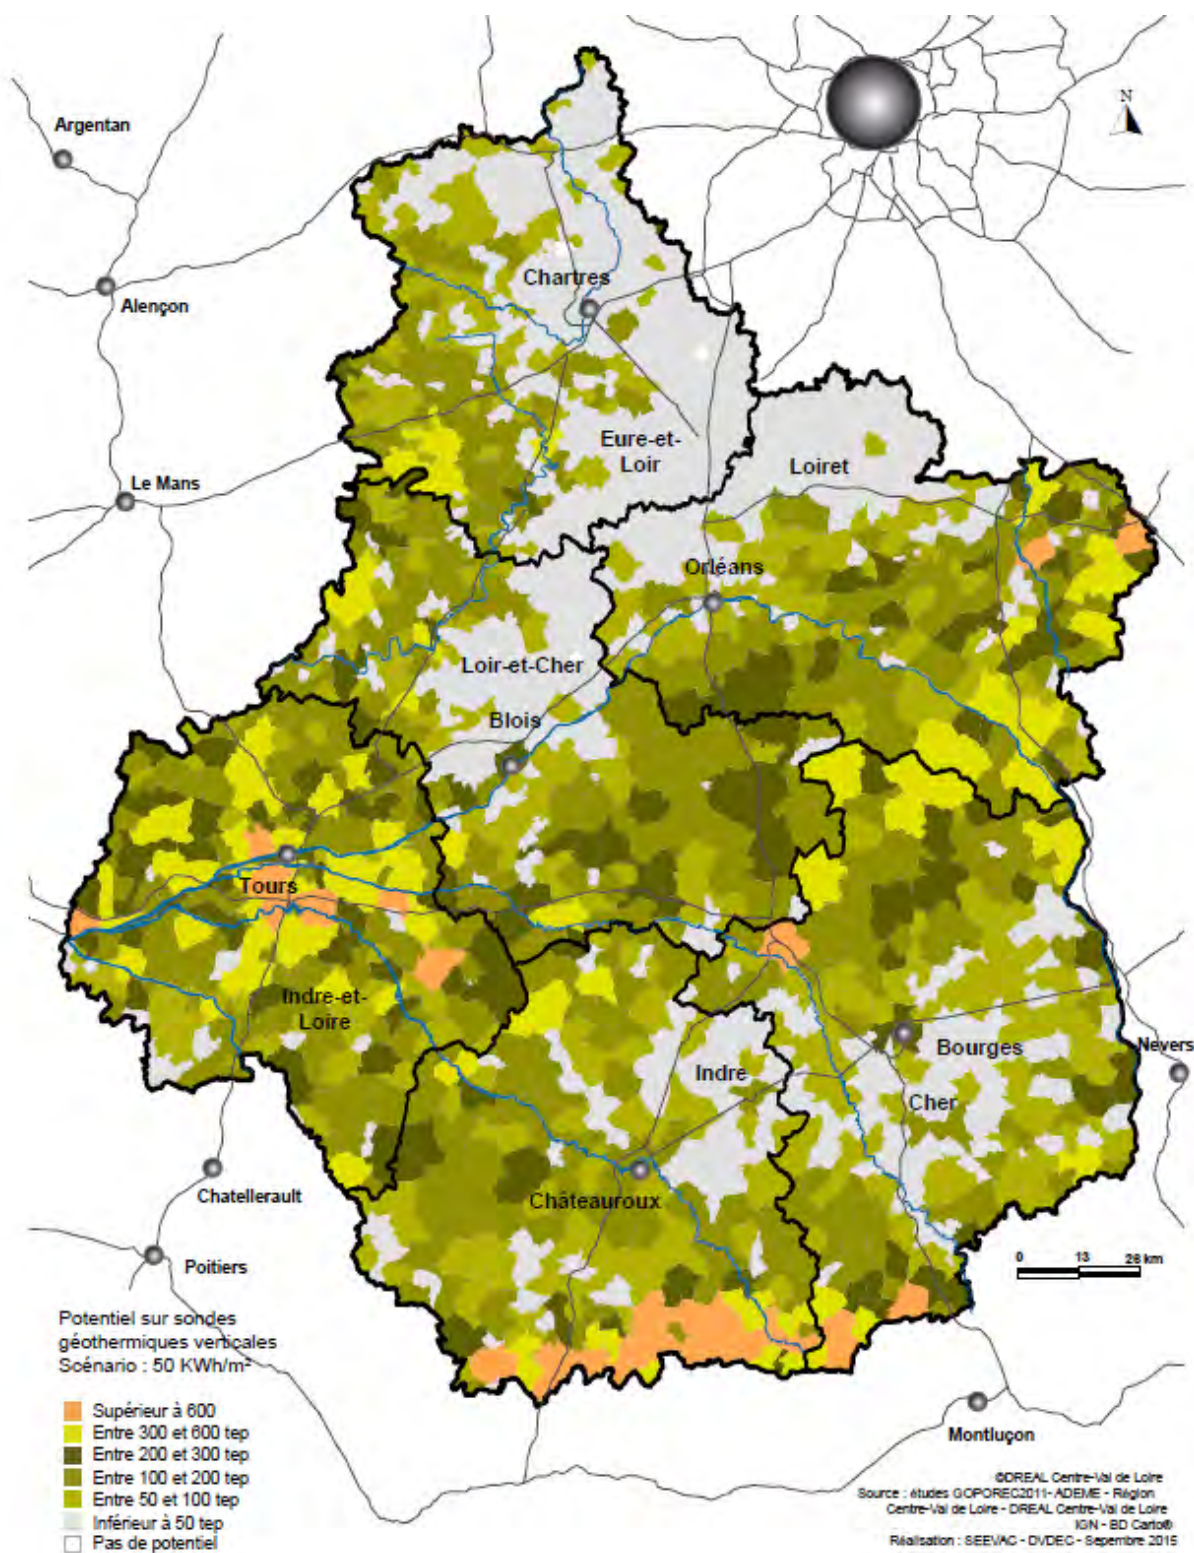 N
Argentan
Alençon
Chartres
Eure-et-
Loir
Loiret
Le Mans
Orléans
Loir-et-Cher
Blois
Tours
Indre-et-
Loire
Bourges
Nevers
Indre
Cher
Chatellerault
Châteauroux
Poitiers
0 13 26 km
Potentiel sur sondes
géothermiques verticales
Scénario : 50 KWh/m²
Supérieur à 600
Entre 300 et 600 tep
Entre 200 et 300 tep
Entre 100 et 200 tep
Entre 50 et 100 tep
Inférieur à 50 tep
Pas de potentiel
Montluçon
©DREAL Centre-Val de Loire
Source : études GOPOREC2011- ADEME - Région
Centre-Val de Loire - DREAL Centre-Val de Loire
IGN - BD Carto®
Réalisation : SEEVAC - DVDEC - Sepembre 2015